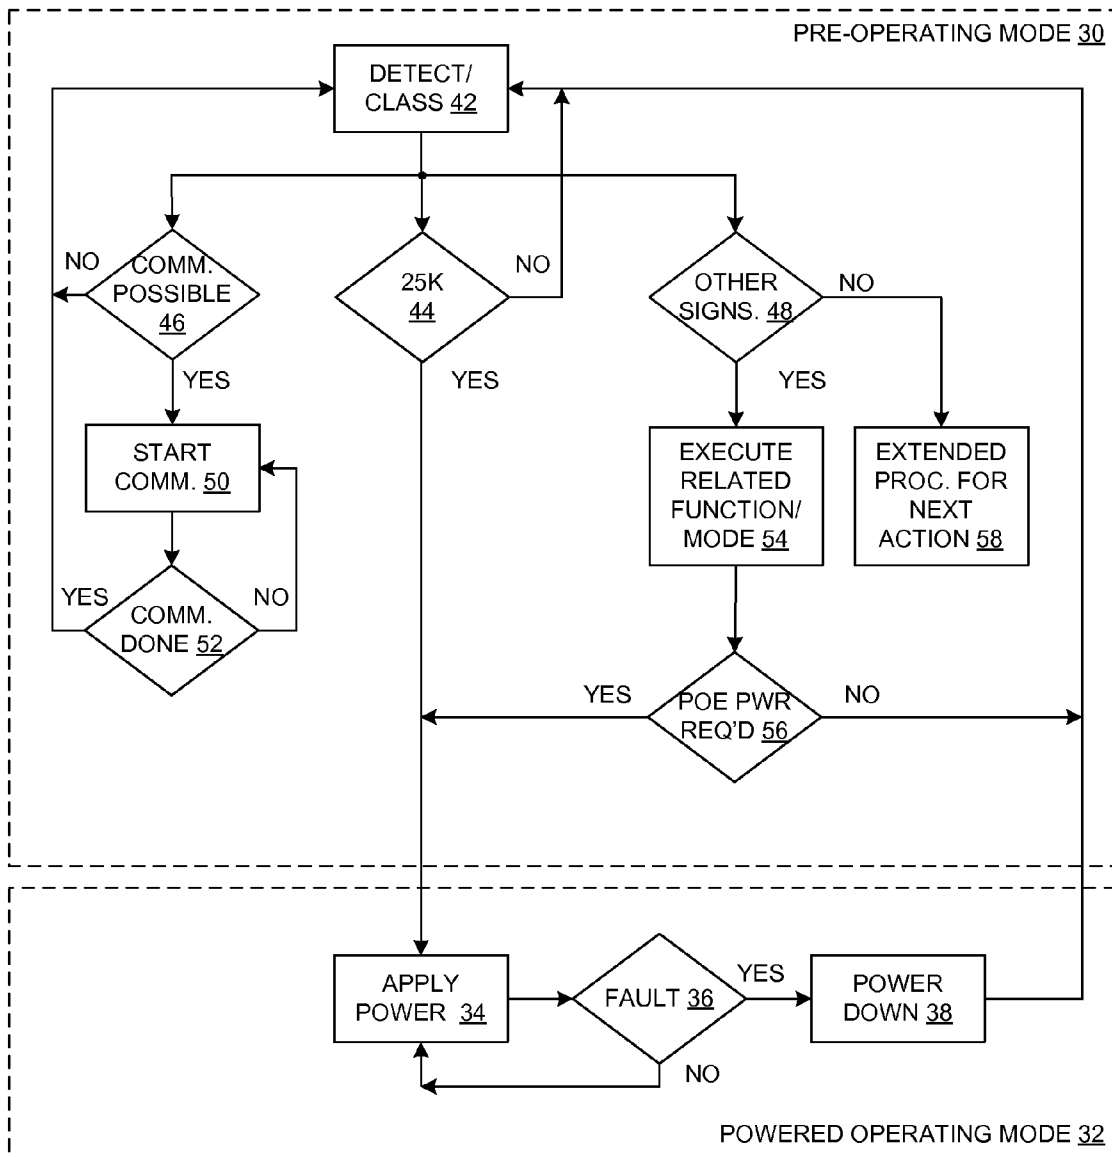 PRE-OPERATING MODE 30
DETECT/
CLASS 42
NO
COMM.
POSSIBLE
46
25K
44
NO
OTHER
SIGNS. 48
NO
YES
YES
YES
START
COMM. 50
EXECUTE
RELATED
FUNCTION/
MODE 54
EXTENDED
PROC. FOR
NEXT
ACTION 58
YES
COMM.
DONE 52
NO
YES
POE PWR
REQ'D 56
NO
APPLY
POWER 34
FAULT 36
YES
POWER
DOWN 38
NO
POWERED OPERATING MODE 32